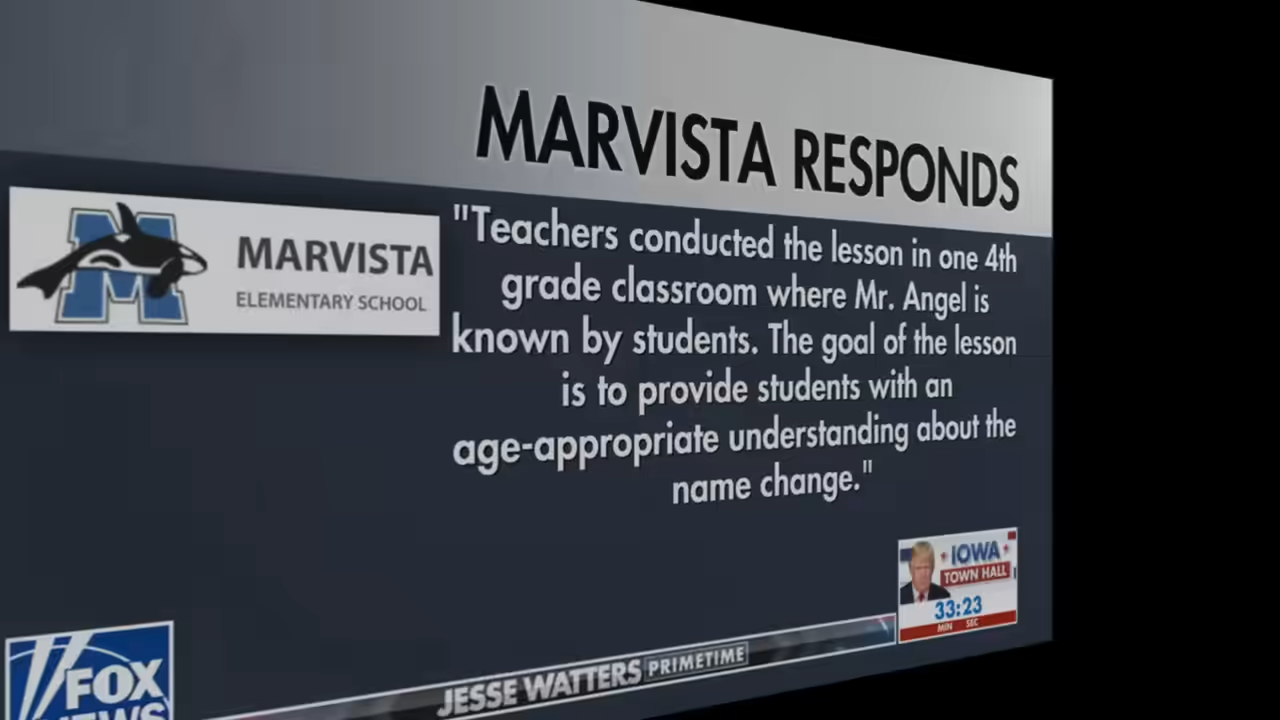 MARVISTA RESPONDS
M
MARVISTA
ELEMENTARY SCHOOL
"Teachers conducted the lesson in one 4th
grade classroom where Mr. Angel is
known by students. The goal of the lesson
is to provide students with an
age-appropriate understanding about the
name change."
IOWA
TOWN HALL
33:23
MIN SEC
JESSE WATTERS PRIMETIME
FOX
NEWS